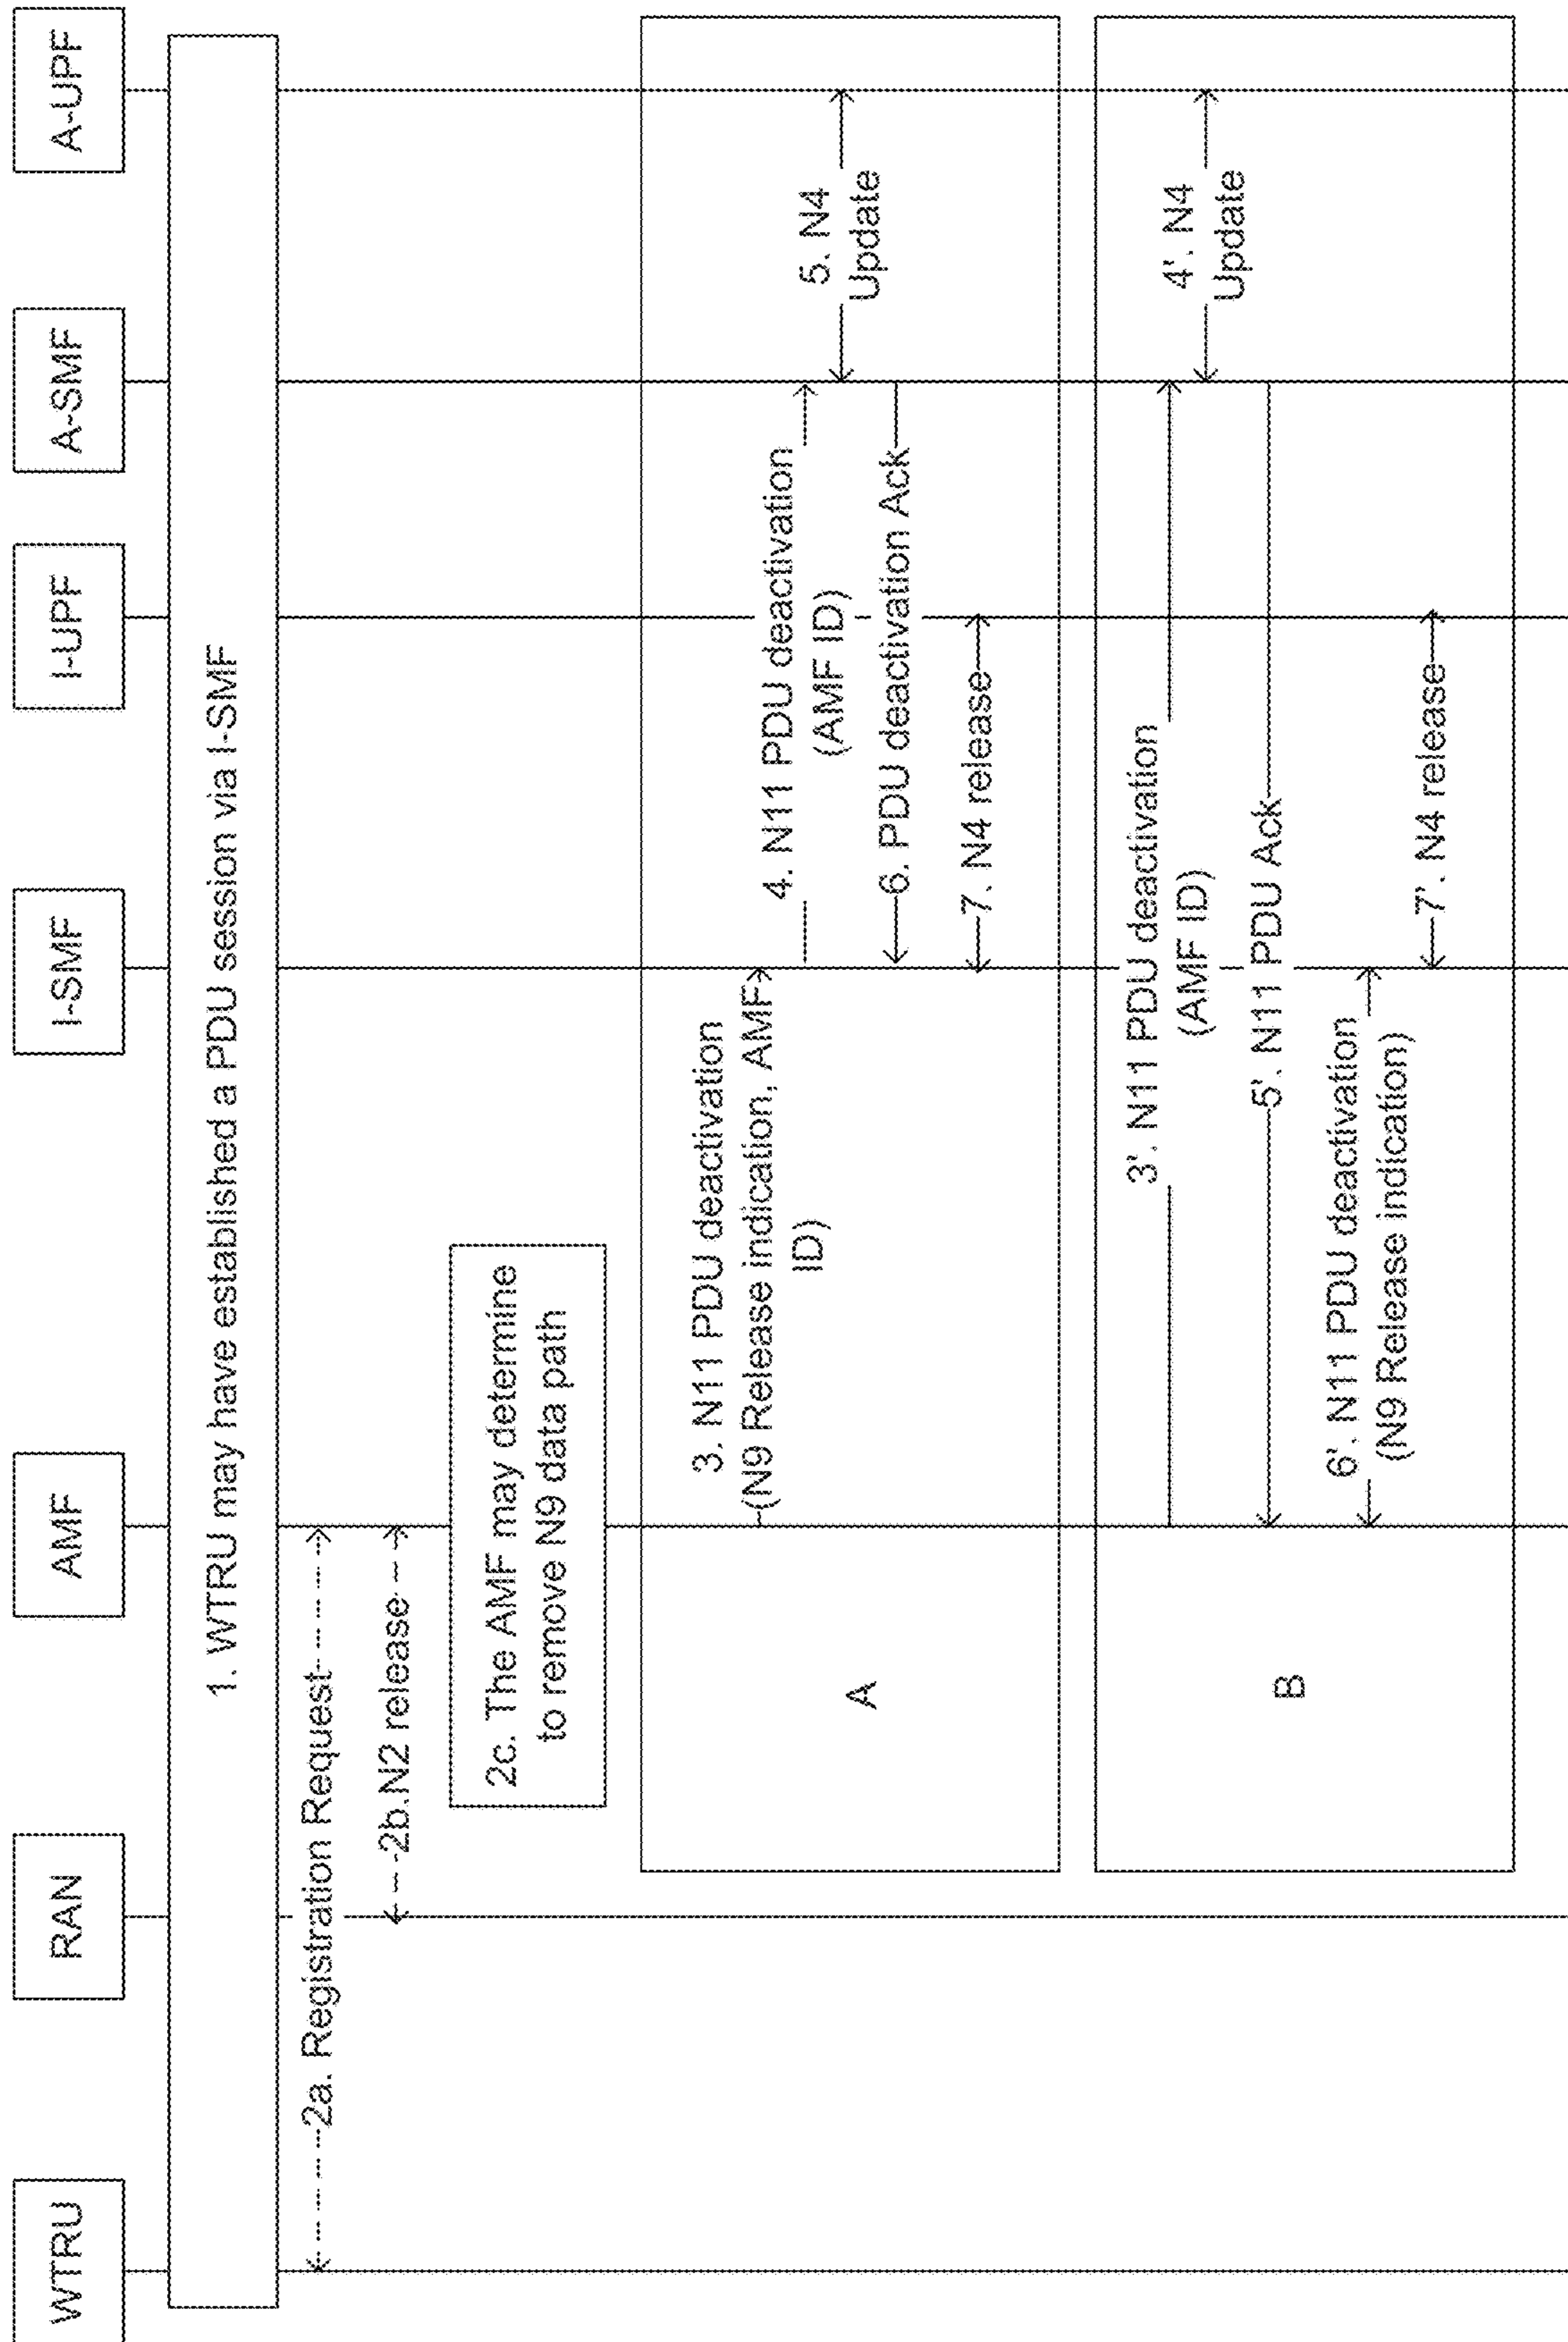 WTRU
RAN
AMF
I-SMF
I-UPF
A-SMF
A-UPF
1. WTRU may have established a PDU session via I-SMF
2a. Registration Request
2b.N2 release
2c. The AMF may determine
to remove N9 data path
A
3. N11 PDU deactivation
(N9 Release indication, AMF
ID)
4. N11 PDU deactivation
(AMF ID)
5. N4
Update
6. PDU deactivation Ack
7. N4 release
B
3'. N11 PDU deactivation
(AMF ID)
4'. N4
Update
5'. N11 PDU Ack
6'. N11 PDU deactivation
(N9 Release indication)
7'. N4 release